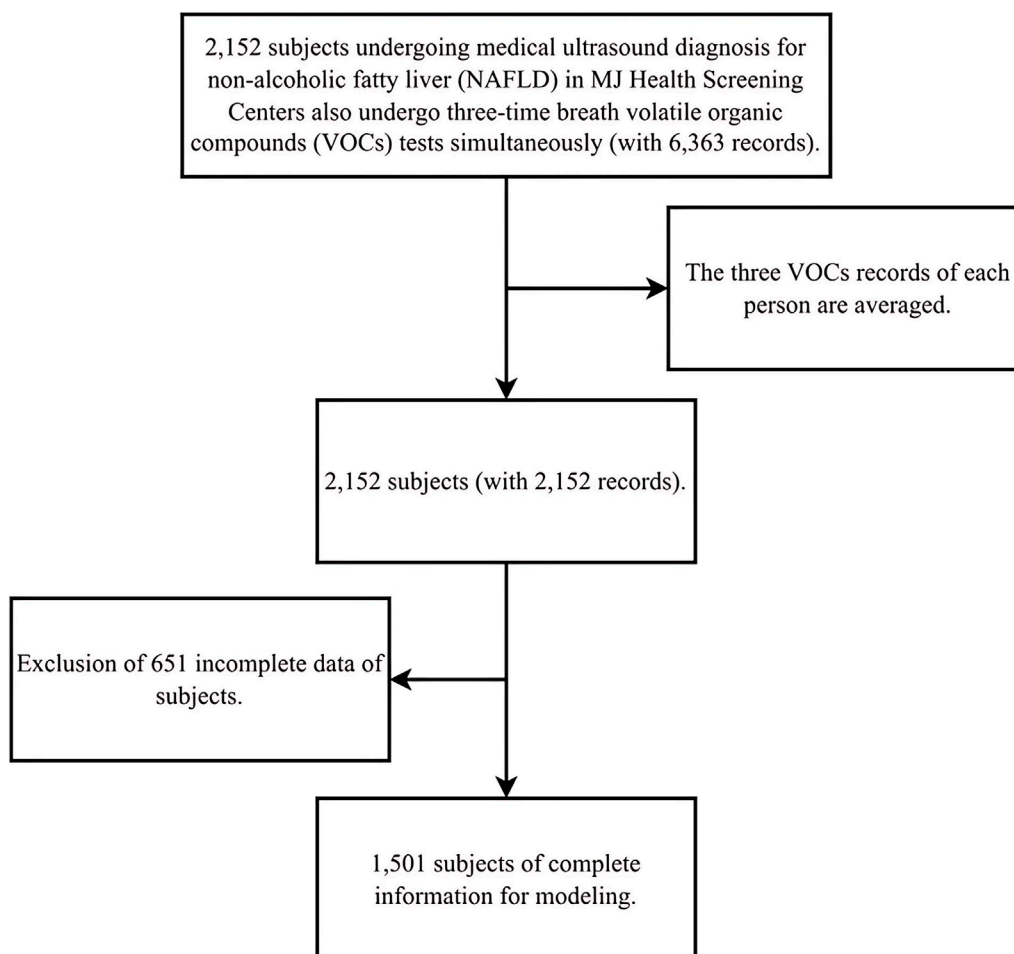 2,152 subjects undergoing medical ultrasound diagnosis for
non-alcoholic fatty liver (NAFLD) in MJ Health Screening
Centers also undergo three-time breath volatile organic
compounds (VOCs) tests simultaneously (with 6,363 records).
The three VOCs records of each
person are averaged.
2,152 subjects (with 2,152 records).
Exclusion of 651 incomplete data of
subjects.
1,501 subjects of complete
information for modeling.